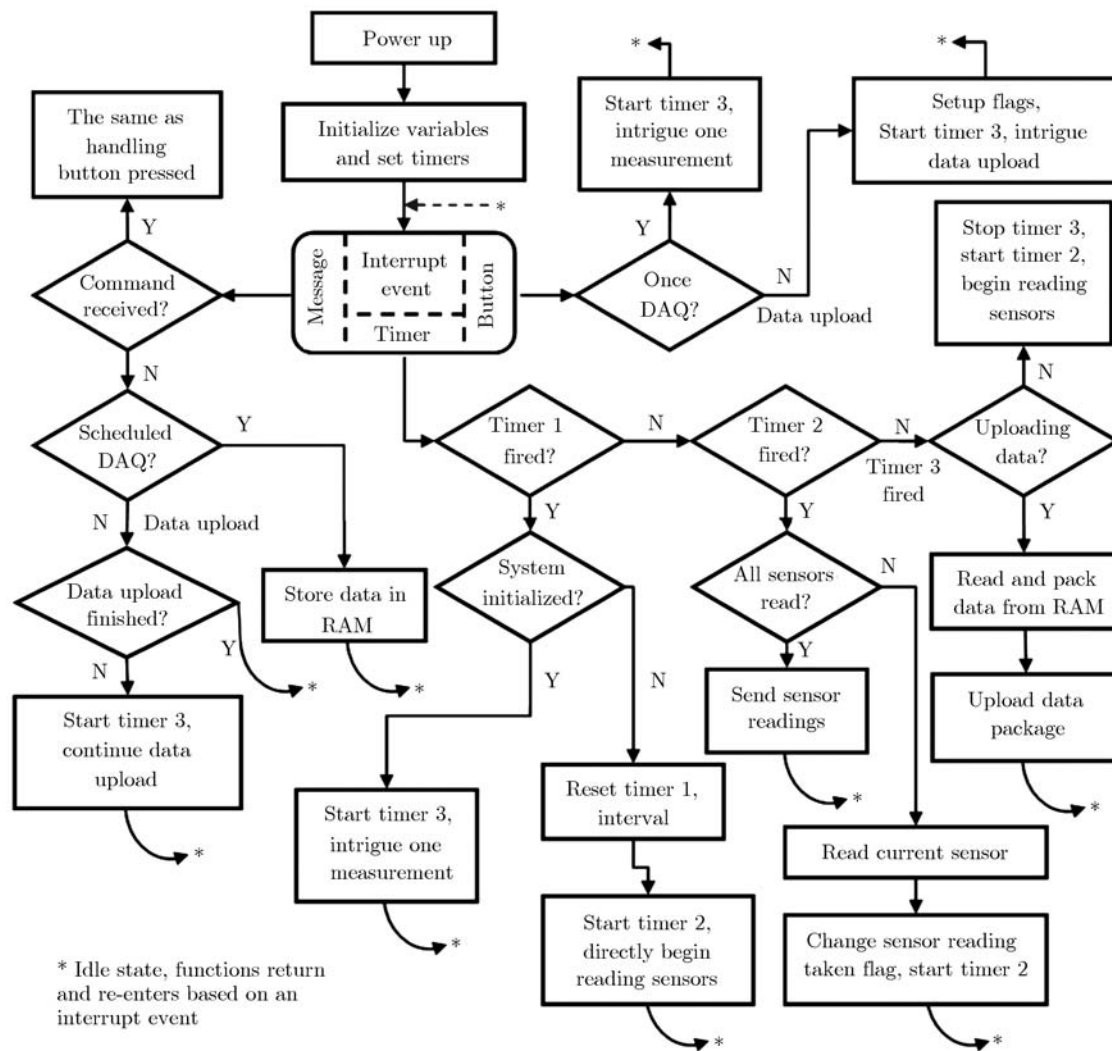 Power up
*
*
The same as
handling
button pressed
Initialize variables
and set timers
Start timer 3,
intrigue one
measurement
Setup flags,
Start timer 3, intrigue
data upload
*
Y
Y
N
Data upload
Command
received?
Message
Interrupt
event
Timer
Button
Once
DAQ?
Stop timer 3,
start timer 2,
begin reading
sensors
N
N
Scheduled
DAQ?
Y
Timer 1
fired?
N
Timer 2
fired?
N
Timer 3
fired
Uploading
data?
N
Data upload
Y
Y
Y
Data upload
finished?
Store data in
RAM
System
initialized?
All sensors
read?
N
Read and pack
data from RAM
N
Y
*
*
Y
N
Y
Start timer 3,
continue data
upload
Send sensor
readings
Upload data
package
*
Start timer 3,
intrigue one
measurement
Reset timer 1,
interval
*
*
Read current sensor
*
Start timer 2,
directly begin
reading sensors
Change sensor reading
taken flag, start timer 2
*
*
* Idle state, functions return
and re-enters based on an
interrupt event